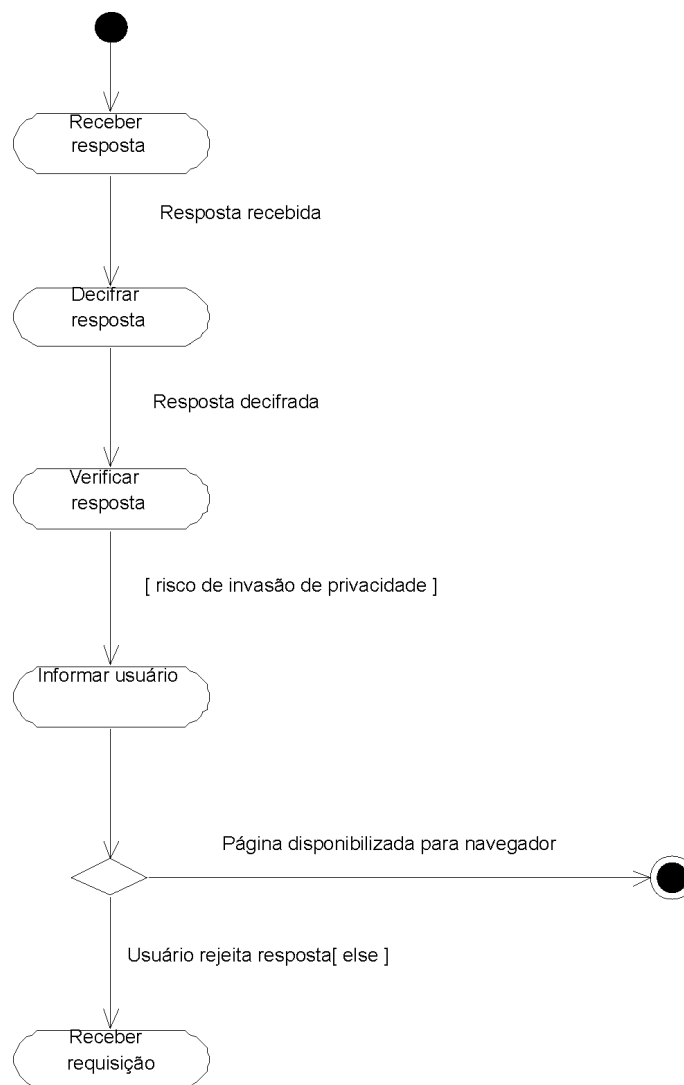 Receber
resposta
Resposta recebida
Decifrar
resposta
Resposta decifrada
Verificar
resposta
[ risco de invasão de privacidade ]
Informar usuário
Página disponibilizada para navegador
Usuário rejeita resposta[ else ]
Receber
requisição